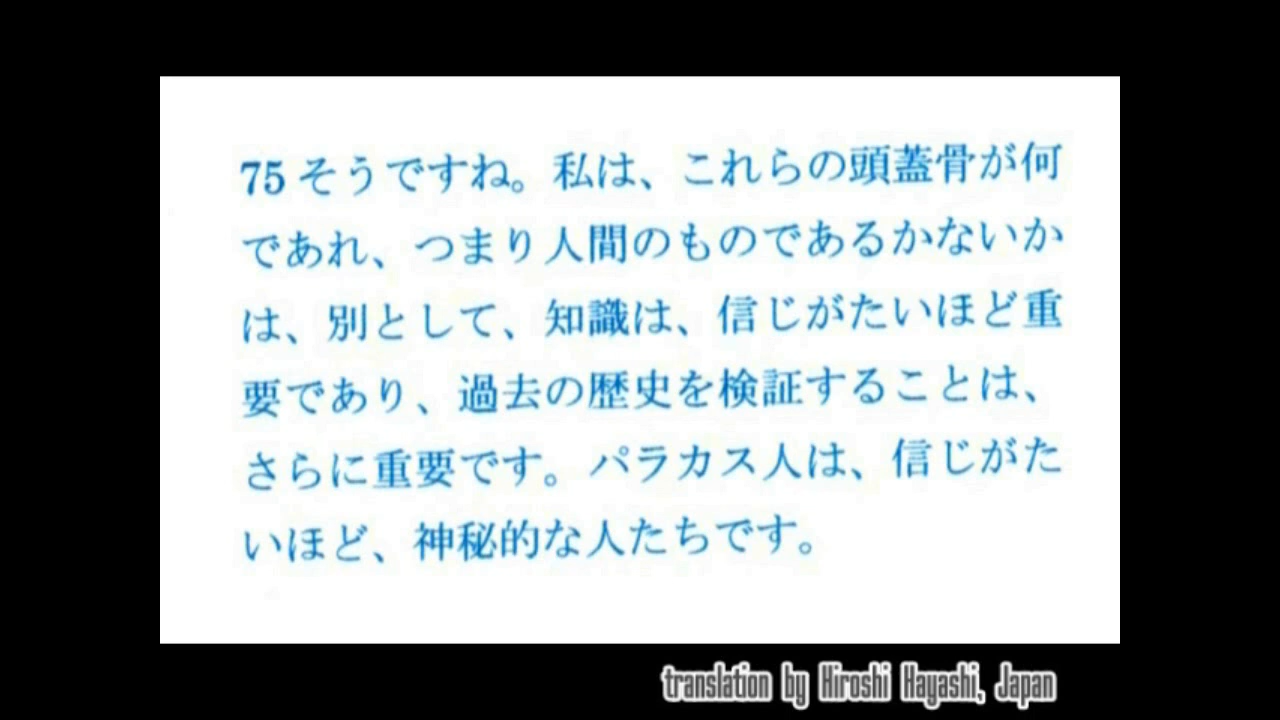 75 そうですね。私は、これらの頭蓋骨が何
であれ、つまり人間のものであるかないか
は、別として、知識は、信じがたいほど重
要であり、過去の歴史を検証することは、
さらに重要です。パラカス人は、信じがた
いほど、神秘的な人たちです。
translation by Hiroshi Hayashi, Japan